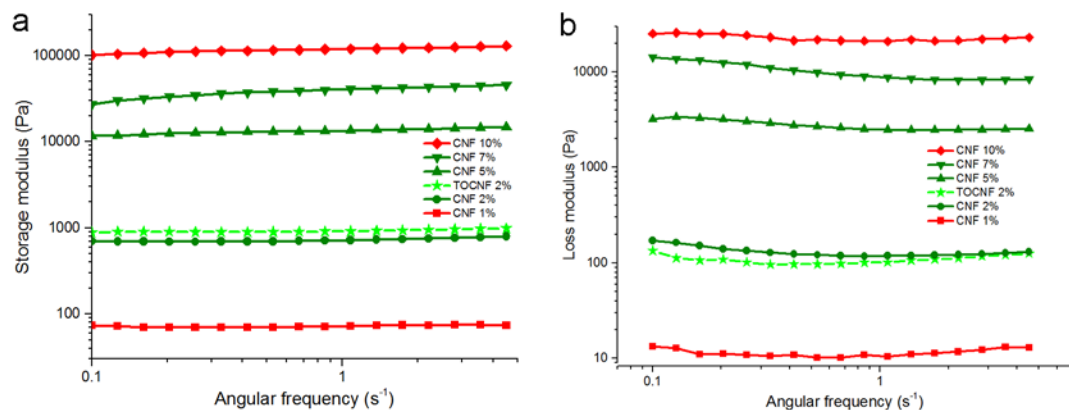 a
Storage modulus (Pa)
100000
10000
1000
100
CNF 10%
CNF 7%
CNF 5%
TOCNF 2%
CNF 2%
CNF 1%
0.1
1
Angular frequency (s⁻¹)
b
Loss modulus (Pa)
10000
1000
100
10
CNF 10%
CNF 7%
CNF 5%
TOCNF 2%
CNF 2%
CNF 1%
0.1
1
Angular frequency (s⁻¹)